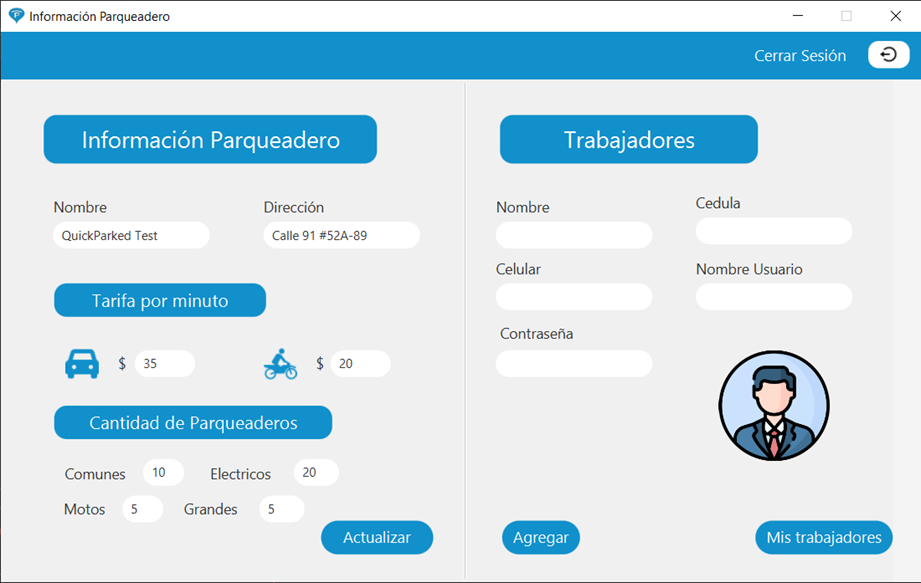 Información Parqueadero
Cerrar Sesión
Información Parqueadero
Nombre
Dirección
QuickParked Test
Calle 91 #52A-89
Tarifa por minuto
$ 35
$ 20
Cantidad de Parqueaderos
Comunes 10 Electricos 20
Motos 5 Grandes 5
Actualizar
Trabajadores
Nombre
Cedula
Celular
Nombre Usuario
Contraseña
Agregar
Mis trabajadores